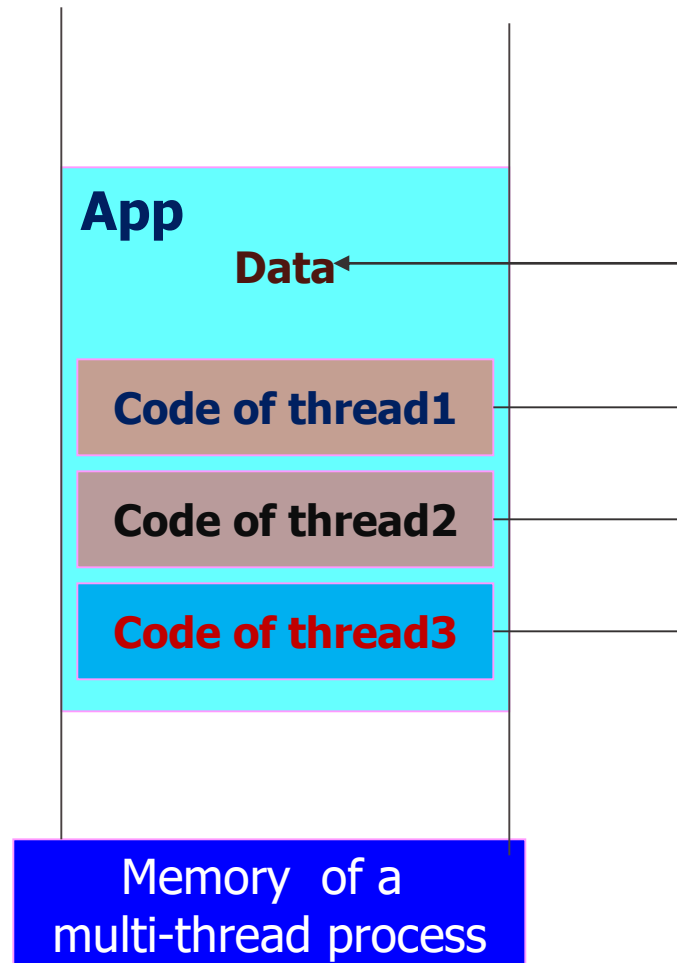 App
Data
Code of thread1
Code of thread2
Code of thread3
Memory of a
multi-thread process